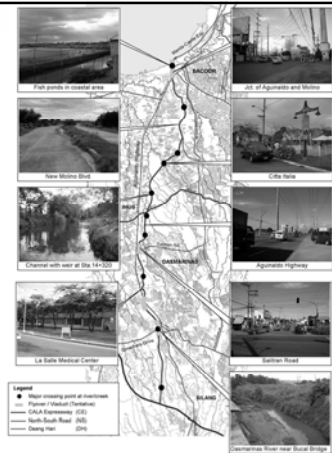 Fish ponds in coastal area
BACOOR
Jct. of Aguinaldo and Molino
New Molino Blvd
Citta Italia
IMUS
Channel with weir at Sta.14+320
DASMARINAS
Aguinaldo Highway
La Salle Medical Center
Salitran Road
Legend
Major crossing point at river/creek
Flyover / Viaduct (Tentative)
CALA Expressway (CE)
North-South Road (NS)
Daang Hari (DH)
SILANG
Dasmarinas River near Bucal Bridge